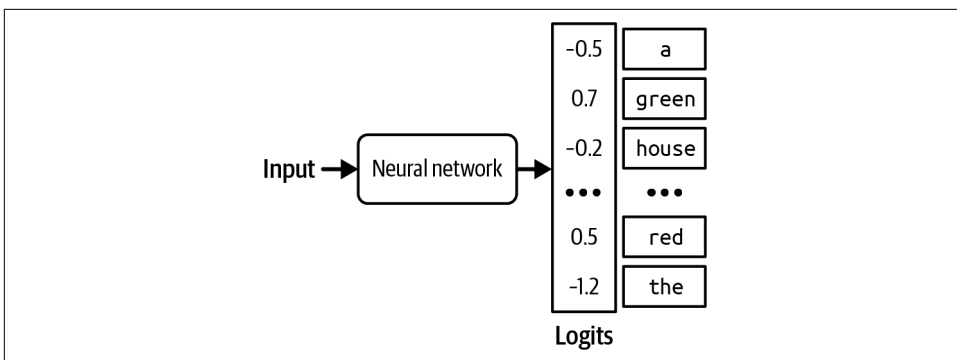 -0.5 a
0.7 green
Input Neural network -0.2 house
••• •••
0.5 red
-1.2 the
Logits